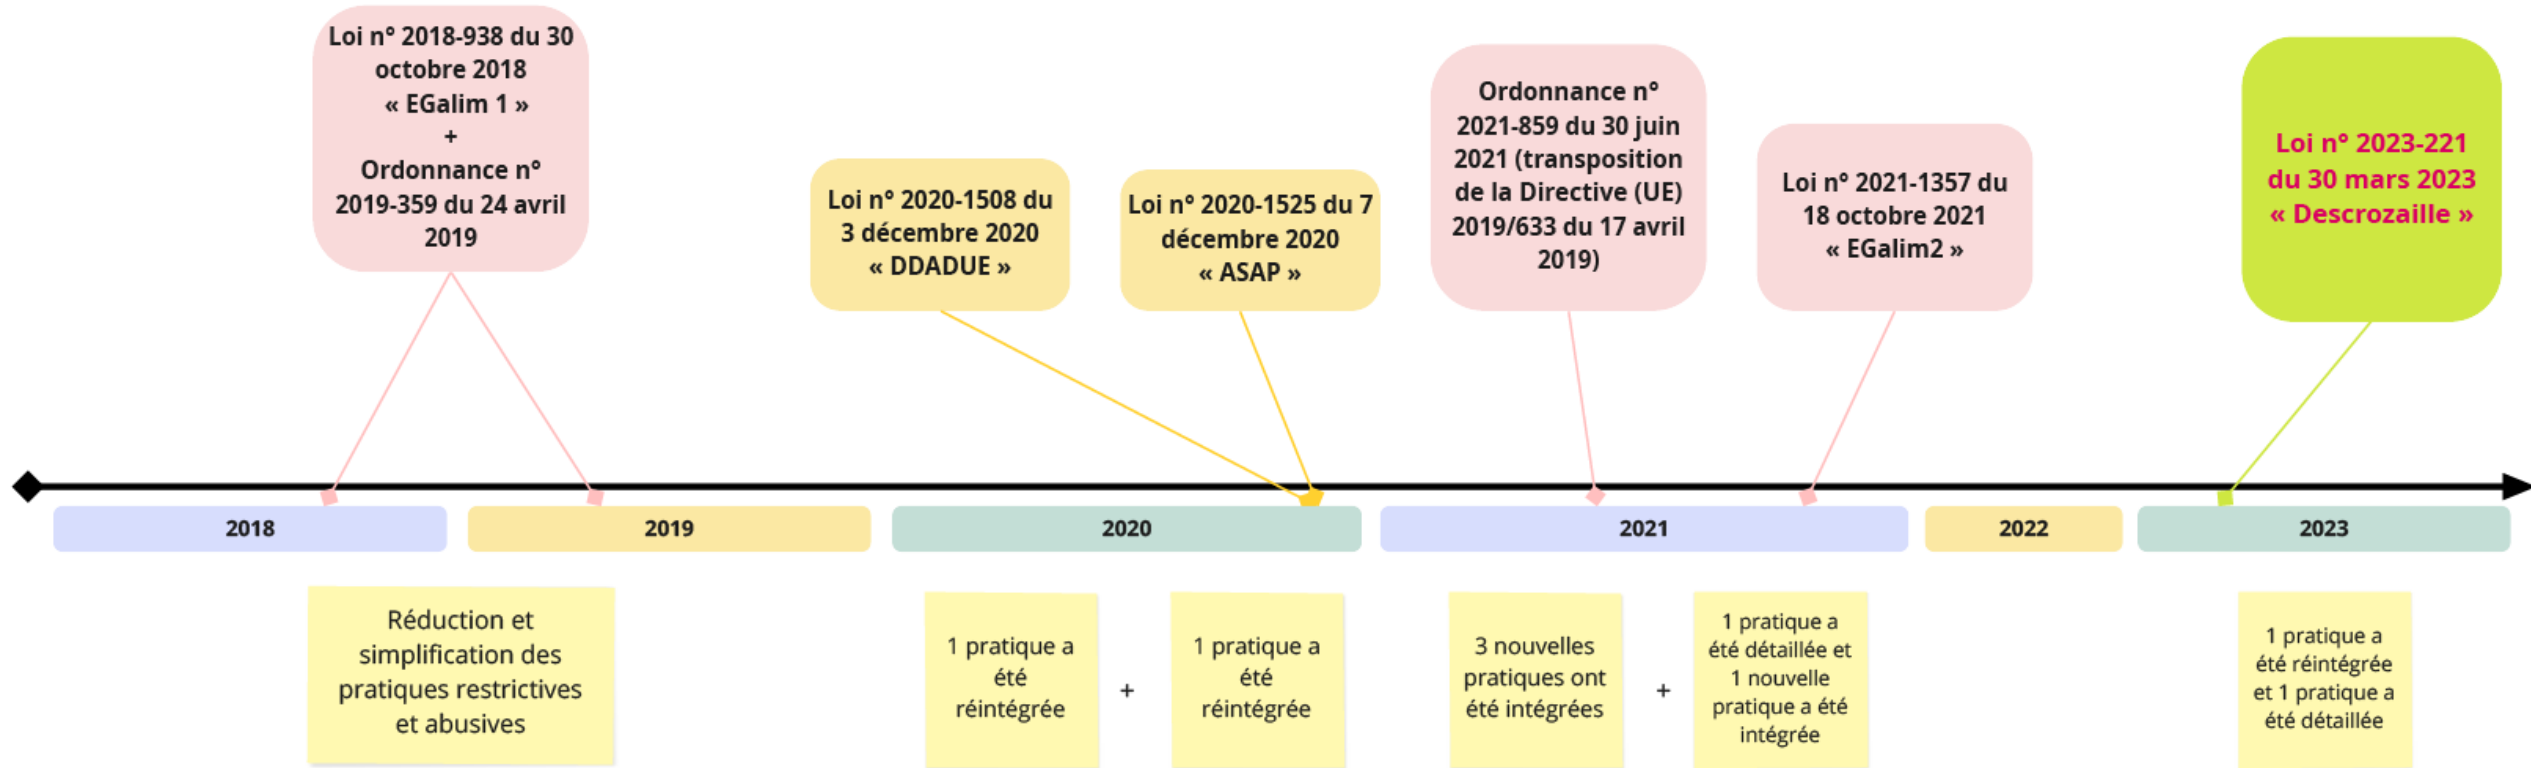 Loi n° 2018-938 du 30
octobre 2018
« EGalim 1 »
+
Ordonnance n°
2019-359 du 24 avril
2019
Loi n° 2020-1508 du
3 décembre 2020
« DDADUE »
Loi n° 2020-1525 du 7
décembre 2020
« ASAP »
Ordonnance n°
2021-859 du 30 juin
2021 (transposition
de la Directive (UE)
2019/633 du 17 avril
2019)
Loi n° 2021-1357 du
18 octobre 2021
« EGalim2 »
Loi n° 2023-221
du 30 mars 2023
« Descrozaille »
2018
2019
2020
2021
2022
2023
Réduction et
simplification des
pratiques restrictives
et abusives
1 pratique a
été
réintégrée
+
1 pratique a
été
réintégrée
3 nouvelles
pratiques ont
été intégrées
+
1 pratique a
été détaillée et
1 nouvelle
pratique a été
intégrée
1 pratique a
été réintégrée
et 1 pratique a
été détaillée